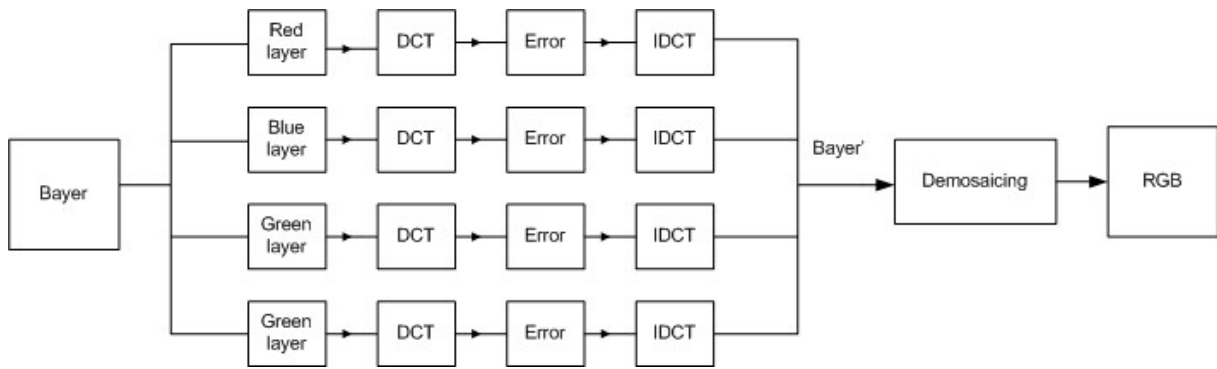 Bayer
Red
layer
DCT
Error
IDCT
Blue
layer
DCT
Error
IDCT
Green
layer
DCT
Error
IDCT
Green
layer
DCT
Error
IDCT
Bayer'
Demosaicing
RGB